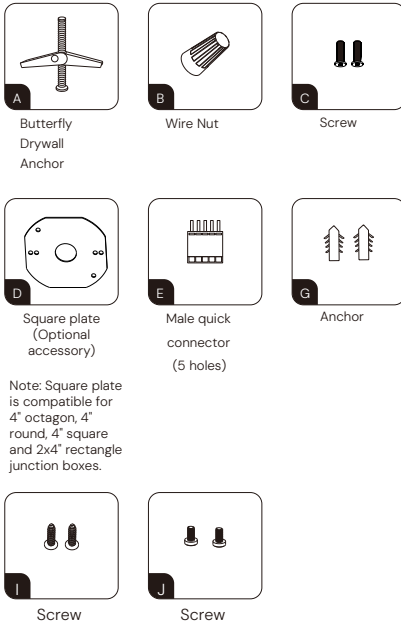 A
Butterfly
Drywall
Anchor
B
Wire Nut
C
Screw
D
Square plate
(Optional
accessory)
Note: Square plate
is compatible for
4" octagon, 4"
round, 4" square
and 2x4" rectangle
junction boxes.
E
Male quick
connector
(5 holes)
G
Anchor
I
Screw
J
Screw